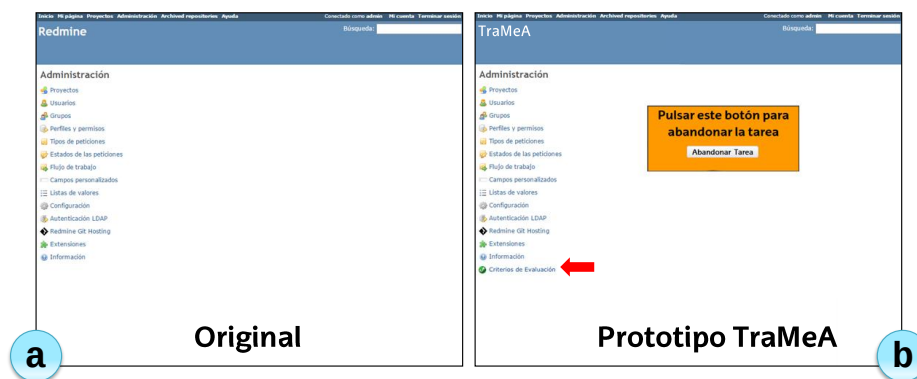 Inicio Mi página Proyectos Administración Archived repositories Ayuda Conectado como admin Mi cuenta Terminar sesión
Redmine Búsqueda:
Administración
Proyectos
Usuarios
Grupos
Perfiles y permisos
Tipos de peticiones
Estados de las peticiones
Flujo de trabajo
Campos personalizados
Listas de valores
Configuración
Autenticación LDAP
Redmine Git Hosting
Extensiones
Información
Original
a
Inicio Mi página Proyectos Administración Archived repositories Ayuda Conectado como admin Mi cuenta Terminar sesión
TraMeA Búsqueda:
Administración
Proyectos
Usuarios
Grupos
Perfiles y permisos
Tipos de peticiones
Estados de las peticiones
Flujo de trabajo
Campos personalizados
Listas de valores
Configuración
Autenticación LDAP
Redmine Git Hosting
Extensiones
Información
Criterios de Evaluación
Pulsar este botón para
abandonar la tarea
Abandonar Tarea
Prototipo TraMeA
b